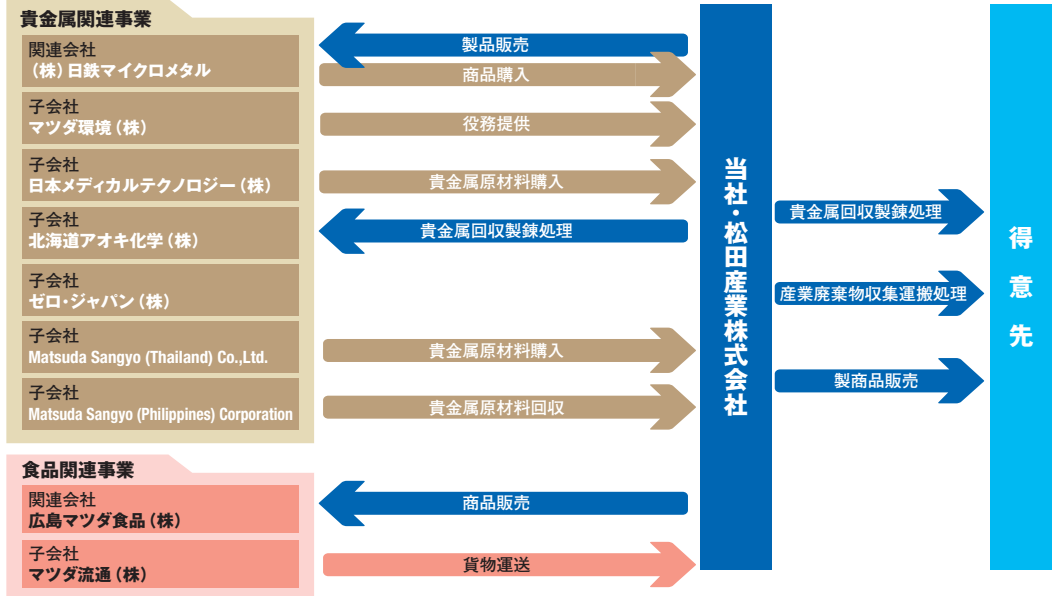 貴金属関連事業
関連会社
（株）日鉄マイクロメタル
製品販売
商品購入
子会社
マツダ環境（株）
役務提供
子会社
日本メディカルテクノロジー（株）
貴金属原材料購入
子会社
北海道アオキ化学（株）
貴金属回収製錬処理
子会社
ゼロ・ジャパン（株）
子会社
Matsuda Sangyo (Thailand) Co.,Ltd.
貴金属原材料購入
子会社
Matsuda Sangyo (Philippines) Corporation
貴金属原材料回収
食品関連事業
関連会社
広島マツダ食品（株）
商品販売
子会社
マツダ流通（株）
貨物運送
当社・松田産業株式会社
貴金属回収製錬処理
産業廃棄物収集運搬処理
製商品販売
得意先